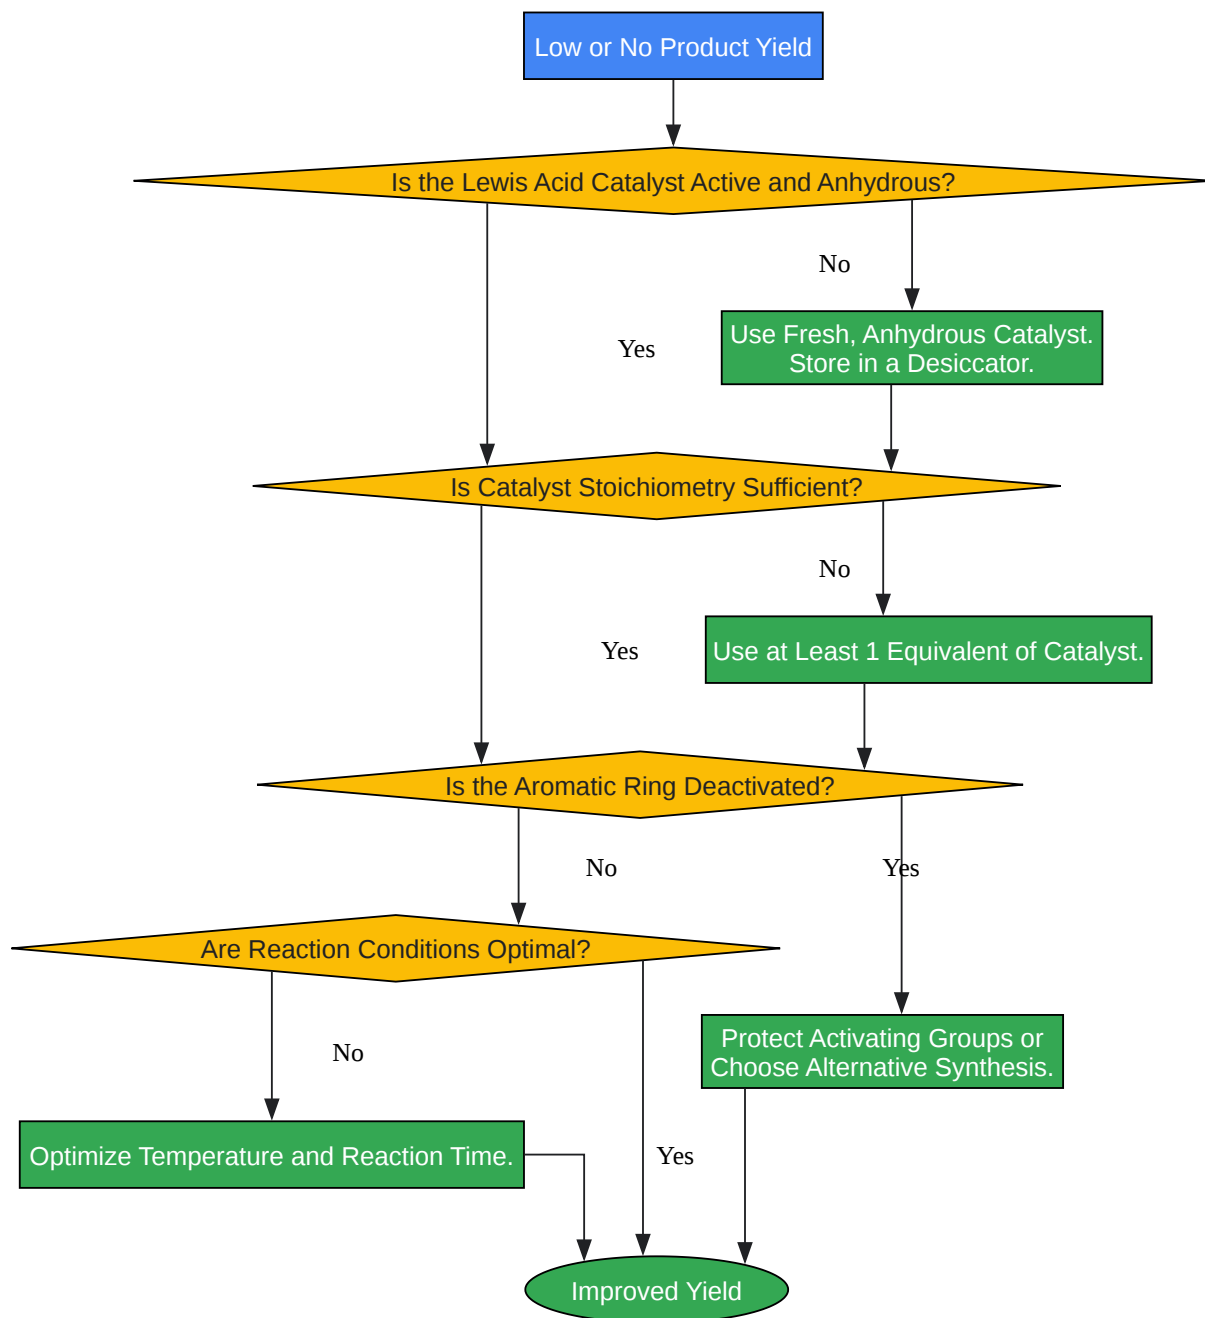 Low or No Product Yield
Is the Lewis Acid Catalyst Active and Anhydrous?
No
Use Fresh, Anhydrous Catalyst.
Store in a Desiccator.
Yes
Is Catalyst Stoichiometry Sufficient?
No
Use at Least 1 Equivalent of Catalyst.
Yes
Is the Aromatic Ring Deactivated?
No
Yes
Are Reaction Conditions Optimal?
Protect Activating Groups or
Choose Alternative Synthesis.
No
Optimize Temperature and Reaction Time.
Yes
Improved Yield